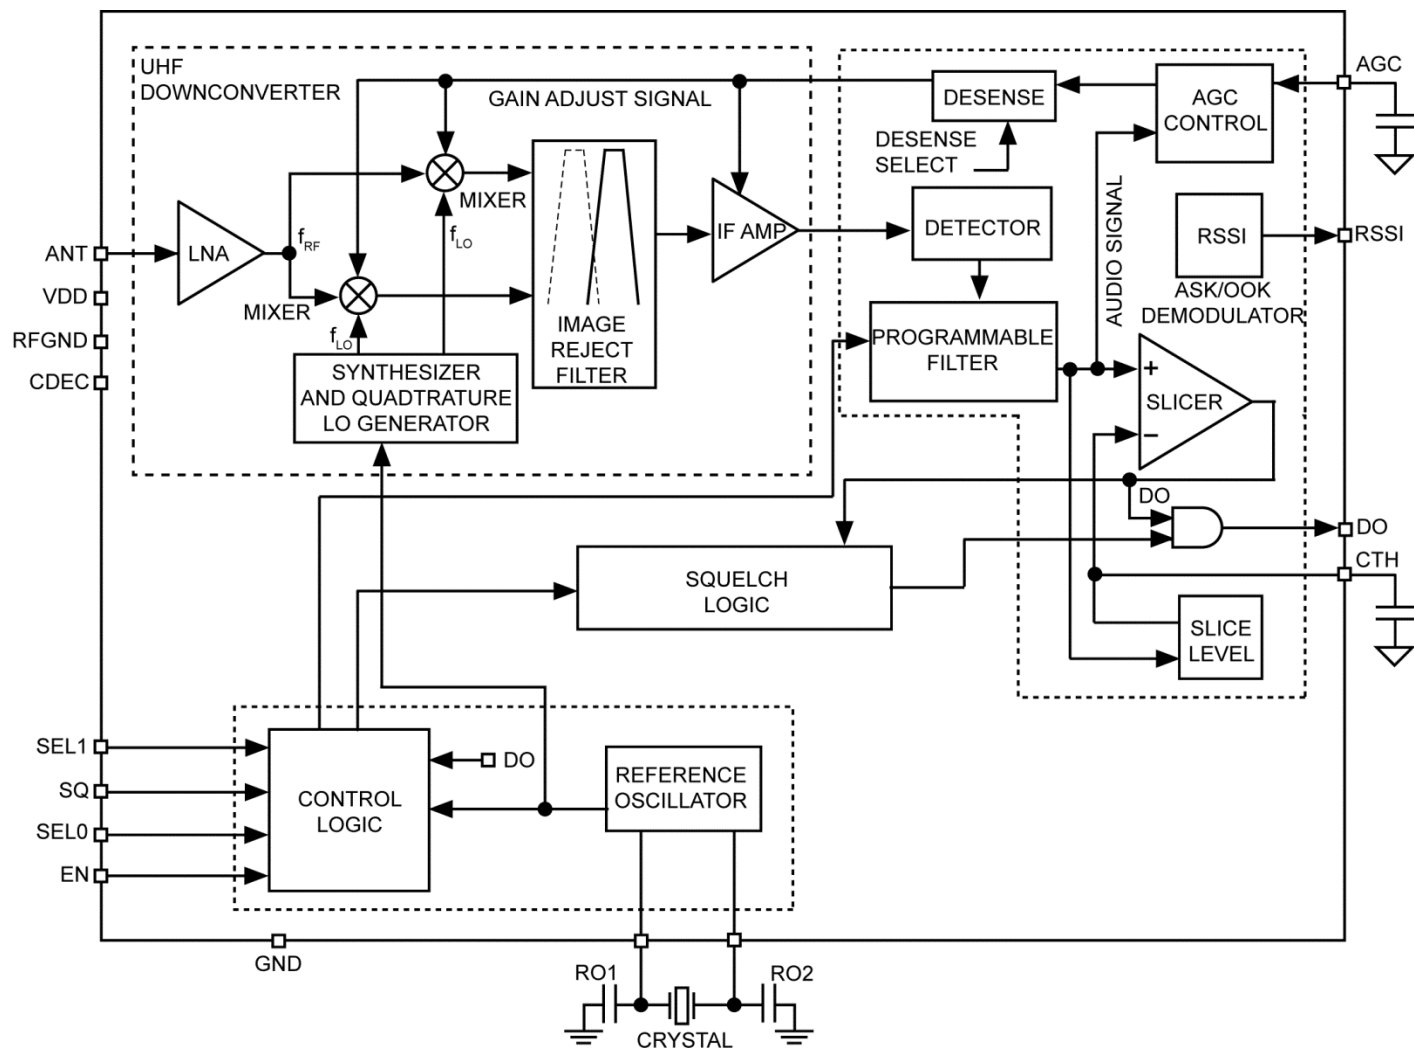 UHF
DOWNCONVERTER
GAIN ADJUST SIGNAL
DESENSE
DESENSE
SELECT
AGC
CONTROL
AGC
MIXER
fLO
fRF
LNA
ANT
VDD
RFGND
CDEC
MIXER
fLO
IMAGE
REJECT
FILTER
IF AMP
DETECTOR
AUDIO SIGNAL
RSSI
RSSI
ASK/OOK
DEMODULATOR
PROGRAMMABLE
FILTER
SYNTHESIZER
AND QUADTRATURE
LO GENERATOR
+
SLICER
−
DO
DO
CTH
SQUELCH
LOGIC
SLICE
LEVEL
SEL1
SQ
SEL0
EN
CONTROL
LOGIC
DO
REFERENCE
OSCILLATOR
GND
RO1
RO2
CRYSTAL